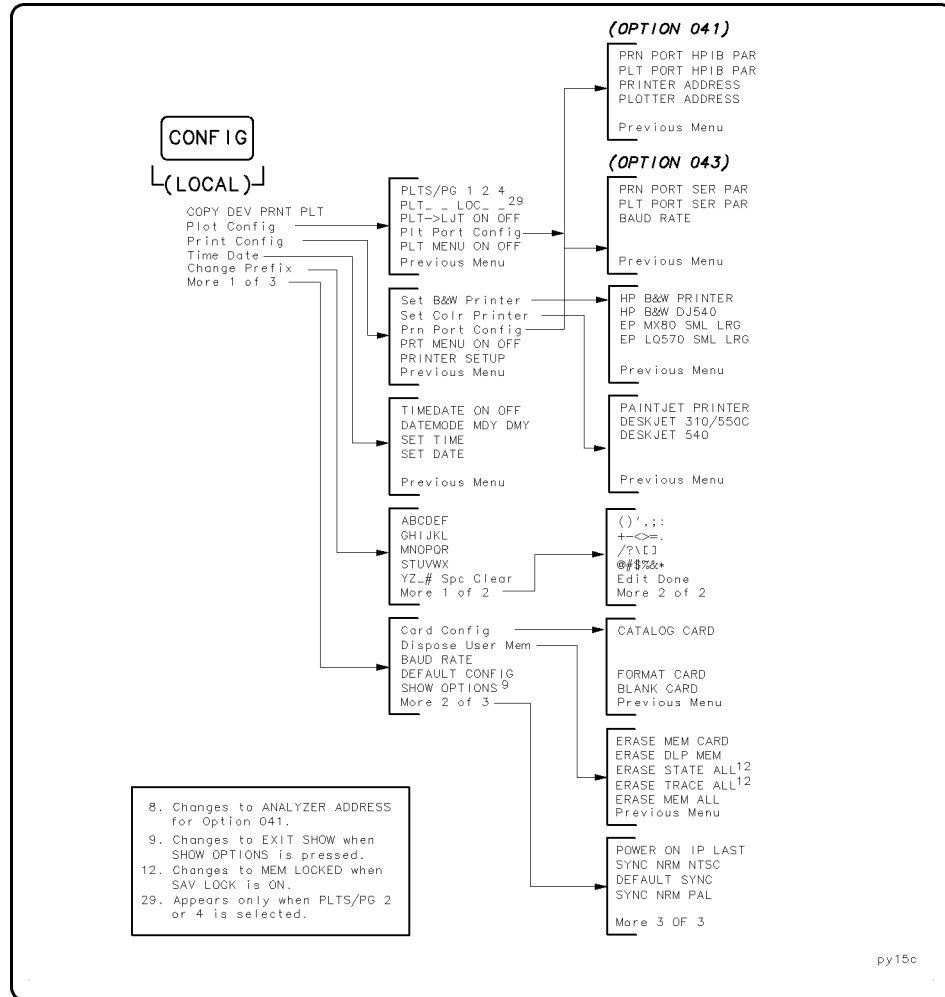 CONFIG
(LOCAL)
COPY DEV PRNT PLT
Plot Config
Print Config
Time Date
Change Prefix
More 1 of 3
PLTS/PG 1 2 4
PLT_ _ LOC_ _ 29
PLT->LJT ON OFF
Plt Port Config
PLT MENU ON OFF
Previous Menu
Set B&W Printer
Set Colr Printer
Prn Port Config
PRT MENU ON OFF
PRINTER SETUP
Previous Menu
TIMEDATE ON OFF
DATEMODE MDY DMY
SET TIME
SET DATE
Previous Menu
ABCDEF
GHIJKL
MNOPQR
STUVWX
YZ_# Spc Clear
More 1 of 2
Card Config
Dispose User Mem
BAUD RATE
DEFAULT CONFIG
SHOW OPTIONS 9
More 2 of 3
(OPTION 041)
PRN PORT HPIB PAR
PLT PORT HPIB PAR
PRINTER ADDRESS
PLOTTER ADDRESS
Previous Menu
(OPTION 043)
PRN PORT SER PAR
PLT PORT SER PAR
BAUD RATE
Previous Menu
HP B&W PRINTER
HP B&W DJ540
EP MX80 SML LRG
EP LQ570 SML LRG
Previous Menu
PAINTJET PRINTER
DESKJET 310/550C
DESKJET 540
Previous Menu
()',;:
+-<>=.
/?\[]
@#$%&*
Edit Done
More 2 of 2
CATALOG CARD
FORMAT CARD
BLANK CARD
Previous Menu
ERASE MEM CARD
ERASE DLP MEM
ERASE STATE ALL 12
ERASE TRACE ALL 12
ERASE MEM ALL
Previous Menu
POWER ON IP LAST
SYNC NRM NTSC
DEFAULT SYNC
SYNC NRM PAL
More 3 OF 3
8. Changes to ANALYZER ADDRESS
for Option 041.
9. Changes to EXIT SHOW when
SHOW OPTIONS is pressed.
12. Changes to MEM LOCKED when
SAV LOCK is ON.
29. Appears only when PLTS/PG 2
or 4 is selected.
py15c